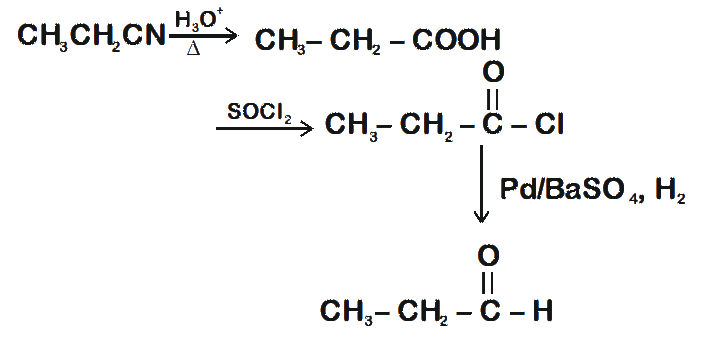 CH₃CH₂CN H₃O⁺ Δ CH₃– CH₂ – COOH
O
SOCl₂ CH₃– CH₂ – C – Cl
Pd/BaSO₄, H₂
O
CH₃– CH₂ – C – H